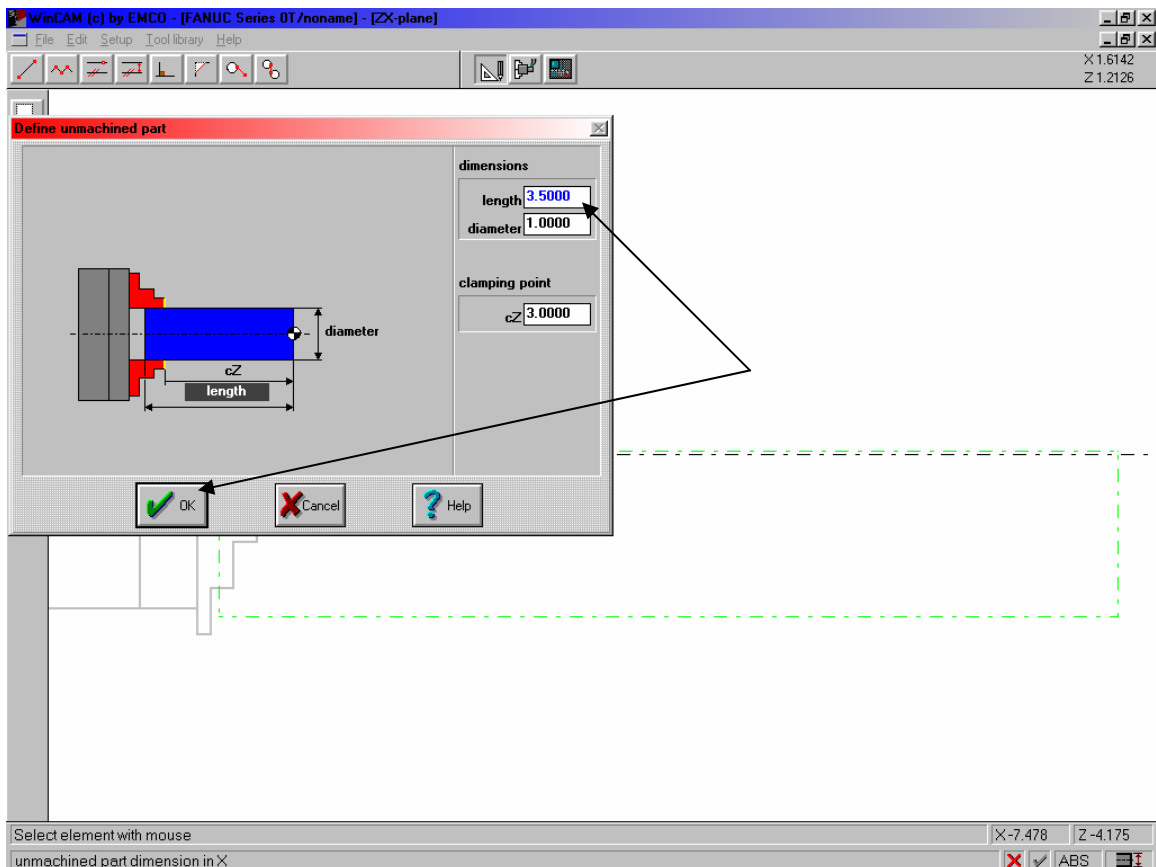 WinCAM (c) by EMCO - [FANUC Series 0T/noname] - [ZX-plane]
File Edit Setup Tool library Help
X 1.6142
Z 1.2126
Define unmachined part
dimensions
length 3.5000
diameter 1.0000
clamping point
cZ 3.0000
diameter
cZ
length
OK Cancel Help
Select element with mouse X-7.478 Z-4.175
unmachined part dimension in X ABS